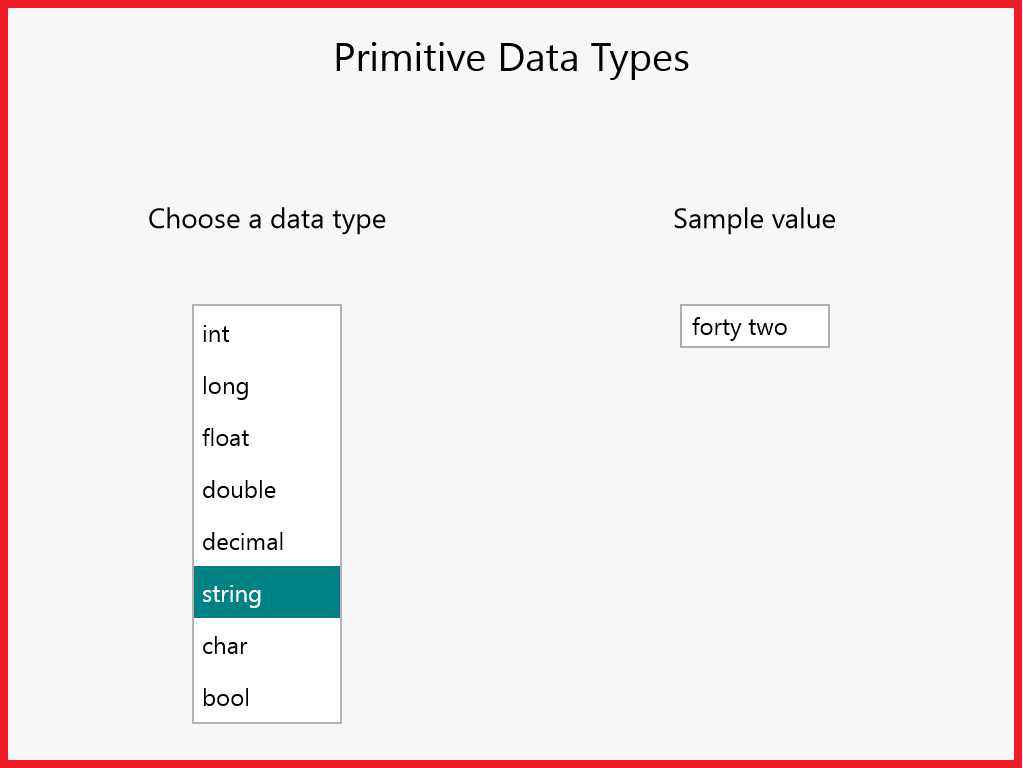 Primitive Data Types
Choose a data type
Sample value
int
long
float
double
decimal
string
char
bool
forty two